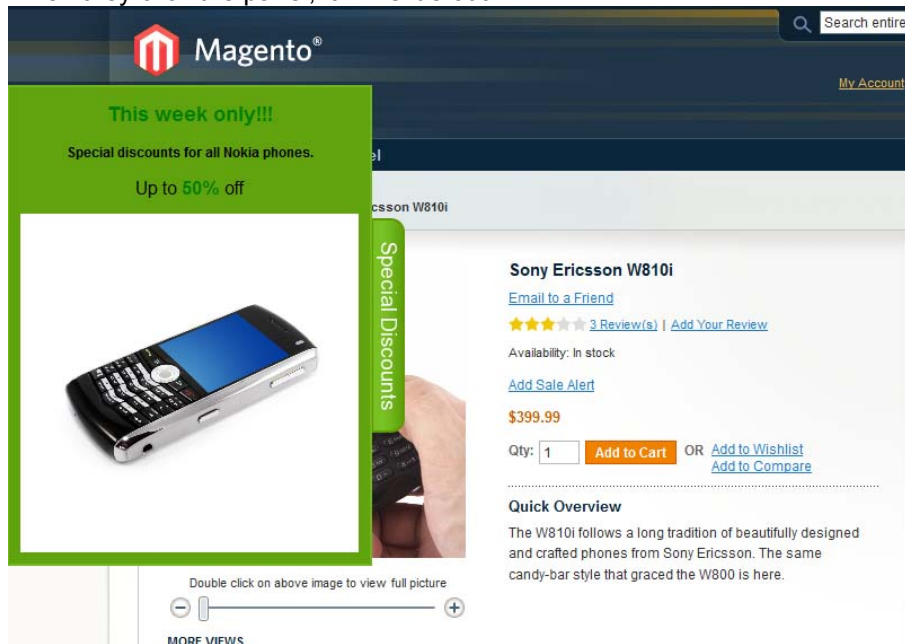 Magento®
Search entire
My Account
This week only!!!
Special discounts for all Nokia phones.
Up to 50% off
el
csson W810i
Special Discounts
Sony Ericsson W810i
Email to a Friend
3 Review(s) | Add Your Review
Availability: In stock
Add Sale Alert
$399.99
Qty: 1 Add to Cart OR Add to Wishlist
Add to Compare
Quick Overview
The W810i follows a long tradition of beautifully designed
and crafted phones from Sony Ericsson. The same
candy-bar style that graced the W800 is here.
Double click on above image to view full picture
MORE VIEWS